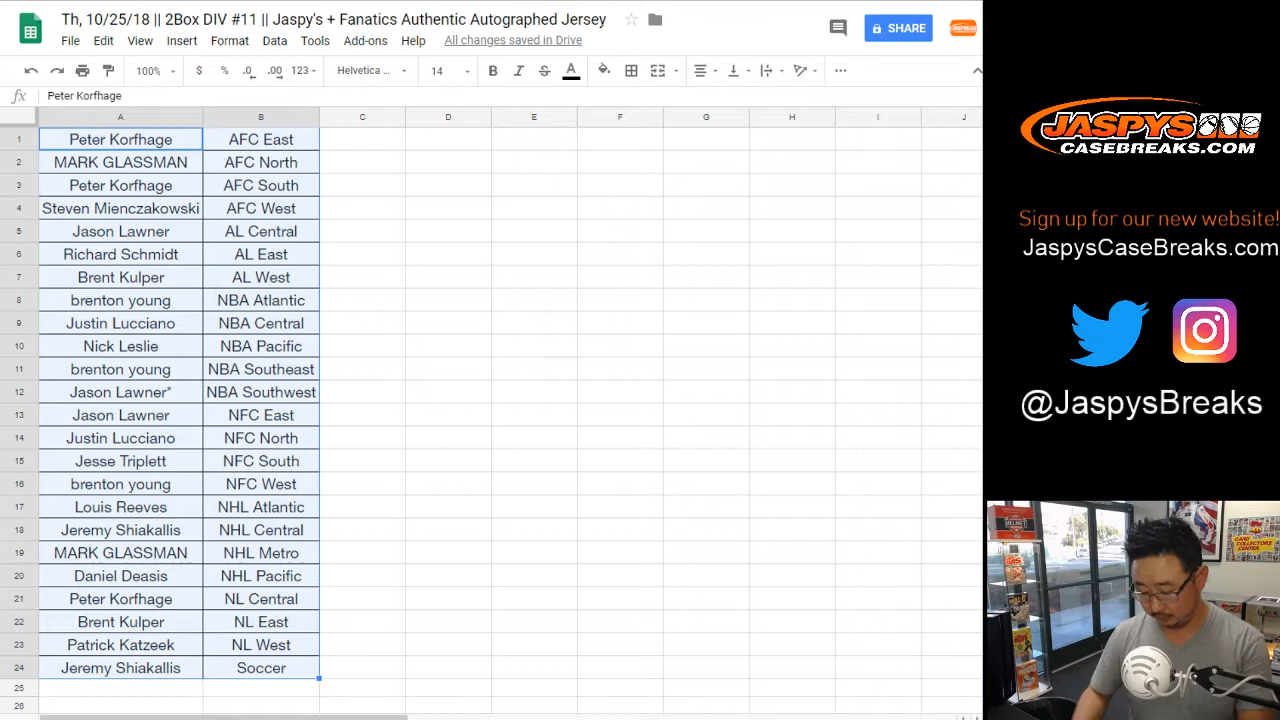 Th, 10/25/18 || 2Box DIV #11 || Jaspy's + Fanatics Authentic Autographed Jersey
File Edit View Insert Format Data Tools Add-ons Help All changes saved in Drive
SHARE
100% $ % .0 .00 123 Helvetica ... 14 B I S A
fx Peter Korfhage
A B C D E F G H I J
1 Peter Korfhage AFC East
2 MARK GLASSMAN AFC North
3 Peter Korfhage AFC South
4 Steven Mienczakowski AFC West
5 Jason Lawner AL Central
6 Richard Schmidt AL East
7 Brent Kulper AL West
8 brenton young NBA Atlantic
9 Justin Lucciano NBA Central
10 Nick Leslie NBA Pacific
11 brenton young NBA Southeast
12 Jason Lawner* NBA Southwest
13 Jason Lawner NFC East
14 Justin Lucciano NFC North
15 Jesse Triplett NFC South
16 brenton young NFC West
17 Louis Reeves NHL Atlantic
18 Jeremy Shiakallis NHL Central
19 MARK GLASSMAN NHL Metro
20 Daniel Deasis NHL Pacific
21 Peter Korfhage NL Central
22 Brent Kulper NL East
23 Patrick Katzeek NL West
24 Jeremy Shiakallis Soccer
25
26
JASPYS
CASEBREAKS.COM
Sign up for our new website!
JaspysCaseBreaks.com
@JaspysBreaks
CARD
COLLECTORS
CENTER